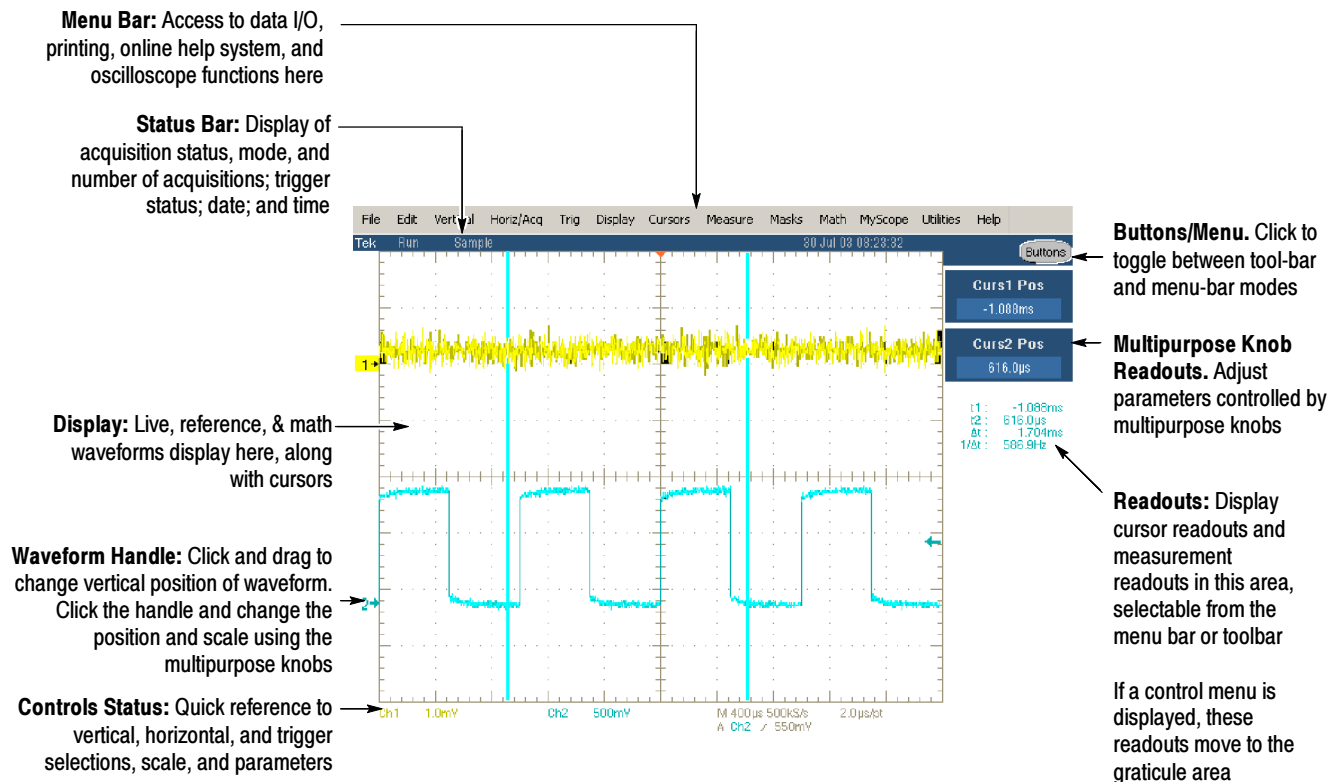 Menu Bar: Access to data I/O,
printing, online help system, and
oscilloscope functions here
Status Bar: Display of
acquisition status, mode, and
number of acquisitions; trigger
status; date; and time
File Edit Vertical Horiz/Acq Trig Display Cursors Measure Masks Math MyScope Utilities Help
Tek Run Sample 30 Jul 03 08:23:32
Buttons
Curs1 Pos
-1.088ms
Curs2 Pos
616.0µs
t1 : -1.088ms
t2 : 616.0µs
Δt : 1.704ms
1/Δt : 586.9Hz
1
2
Ch1 1.0mV Ch2 500mV M 400µs 500kS/s 2.0µs/pt
A Ch2 ⁄ 550mV
Display: Live, reference, & math
waveforms display here, along
with cursors
Waveform Handle: Click and drag to
change vertical position of waveform.
Click the handle and change the
position and scale using the
multipurpose knobs
Controls Status: Quick reference to
vertical, horizontal, and trigger
selections, scale, and parameters
Buttons/Menu. Click to
toggle between tool-bar
and menu-bar modes
Multipurpose Knob
Readouts. Adjust
parameters controlled by
multipurpose knobs
Readouts: Display
cursor readouts and
measurement
readouts in this area,
selectable from the
menu bar or toolbar
If a control menu is
displayed, these
readouts move to the
graticule area